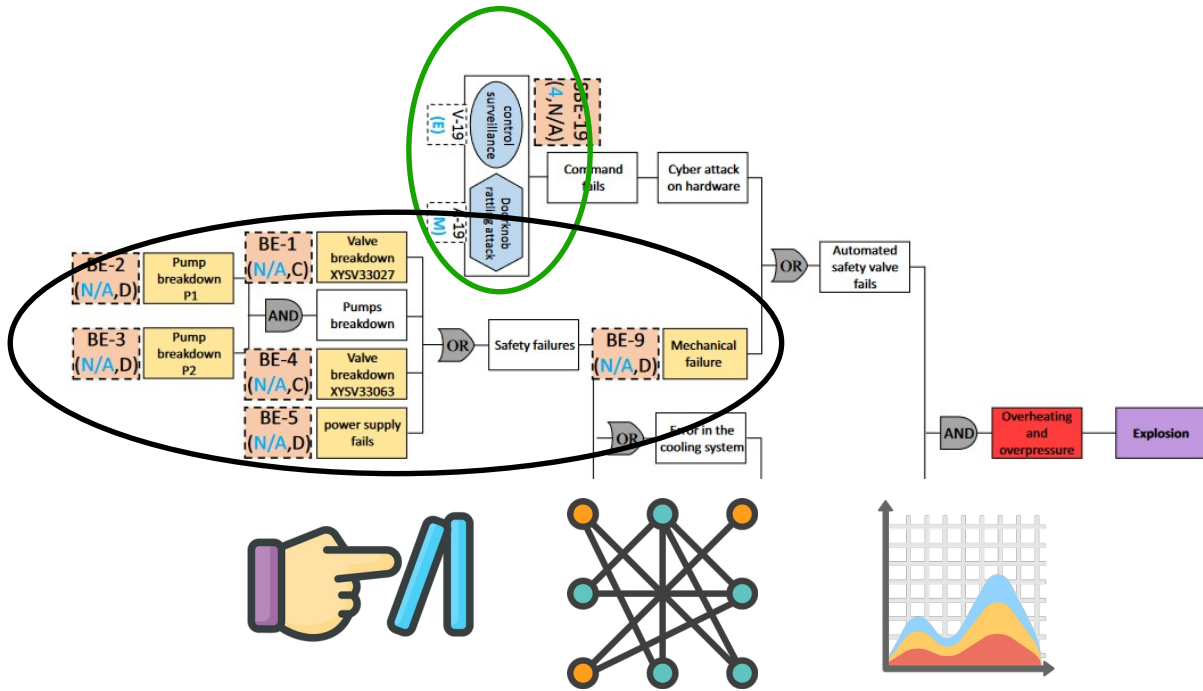 SBE-19
(4,N/A)
control
surveillance
V-19
(E)
Doorknob
rattling attack
A-19
(M)
Command
fails
Cyber attack
on hardware
OR
Automated
safety valve
fails
BE-2
(N/A,D)
Pump
breakdown
P1
BE-1
(N/A,C)
Valve
breakdown
XYSV33027
AND
Pumps
breakdown
BE-3
(N/A,D)
Pump
breakdown
P2
BE-4
(N/A,C)
Valve
breakdown
XYSV33063
BE-5
(N/A,D)
power supply
fails
OR
Safety failures
BE-9
(N/A,D)
Mechanical
failure
OR
Error in the
cooling system
AND
Overheating
and
overpressure
Explosion